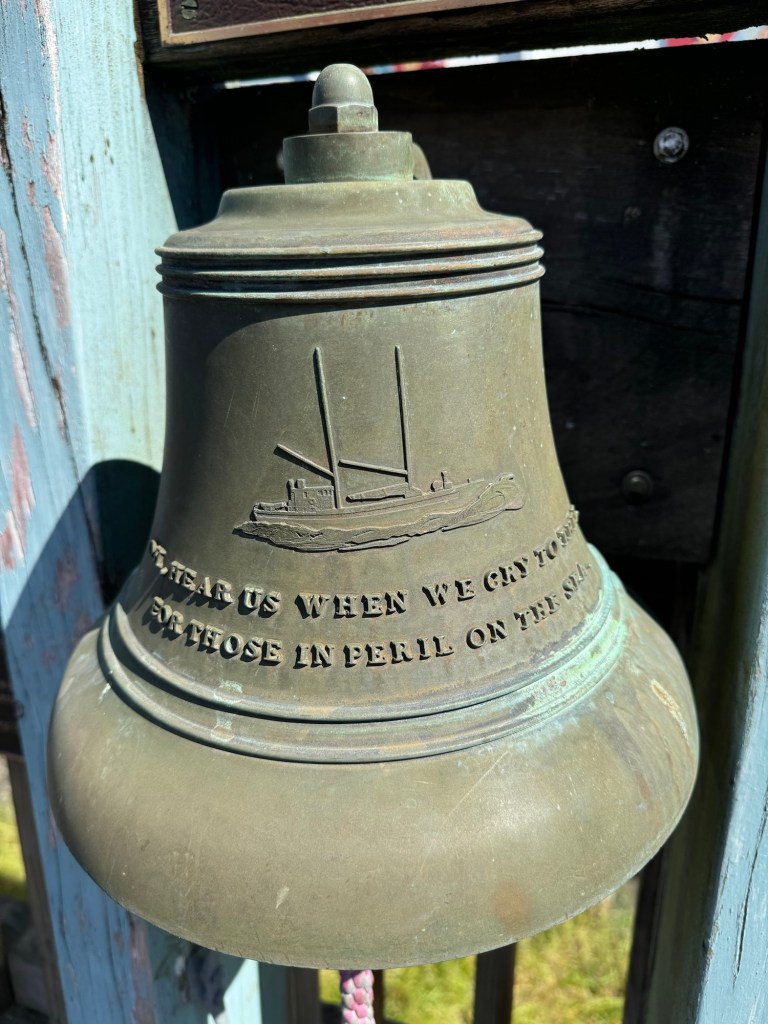 HEAR US WHEN WE CRY TO
FOR THOSE IN PERIL ON THE SEA